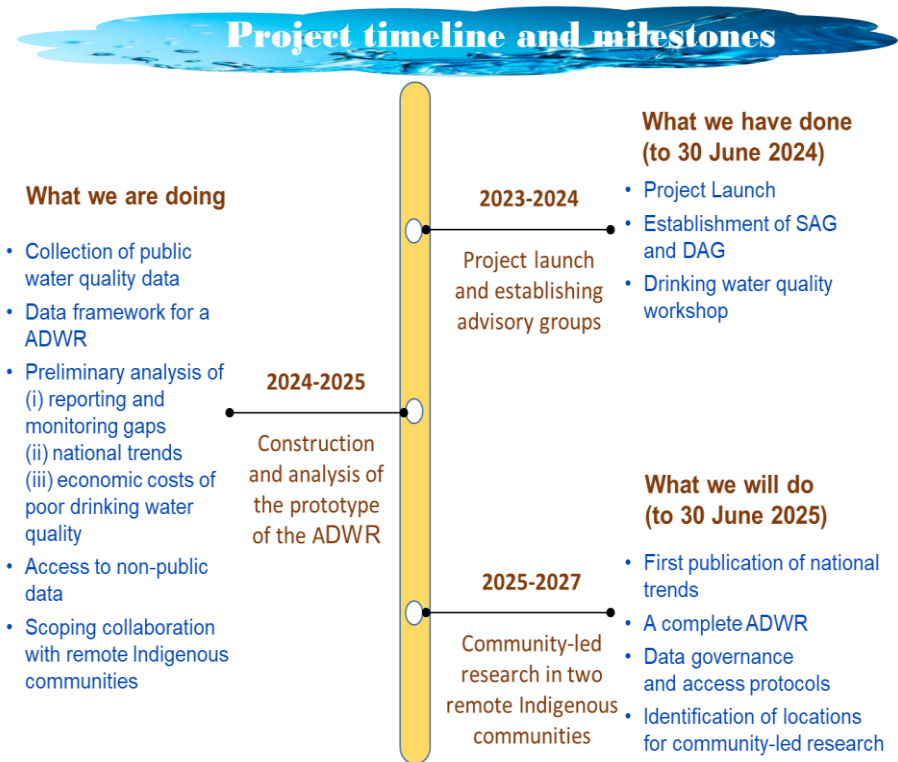 Project timeline and milestones
What we have done
(to 30 June 2024)
• Project Launch
• Establishment of SAG
and DAG
• Drinking water quality
workshop
2023-2024
Project launch
and establishing
advisory groups
What we are doing
• Collection of public
water quality data
• Data framework for a
ADWR
• Preliminary analysis of
(i) reporting and
monitoring gaps
(ii) national trends
(iii) economic costs of
poor drinking water
quality
• Access to non-public
data
• Scoping collaboration
with remote Indigenous
communities
2024-2025
Construction
and analysis of
the prototype
of the ADWR
2025-2027
Community-led
research in two
remote Indigenous
communities
What we will do
(to 30 June 2025)
• First publication of national
trends
• A complete ADWR
• Data governance
and access protocols
• Identification of locations
for community-led research